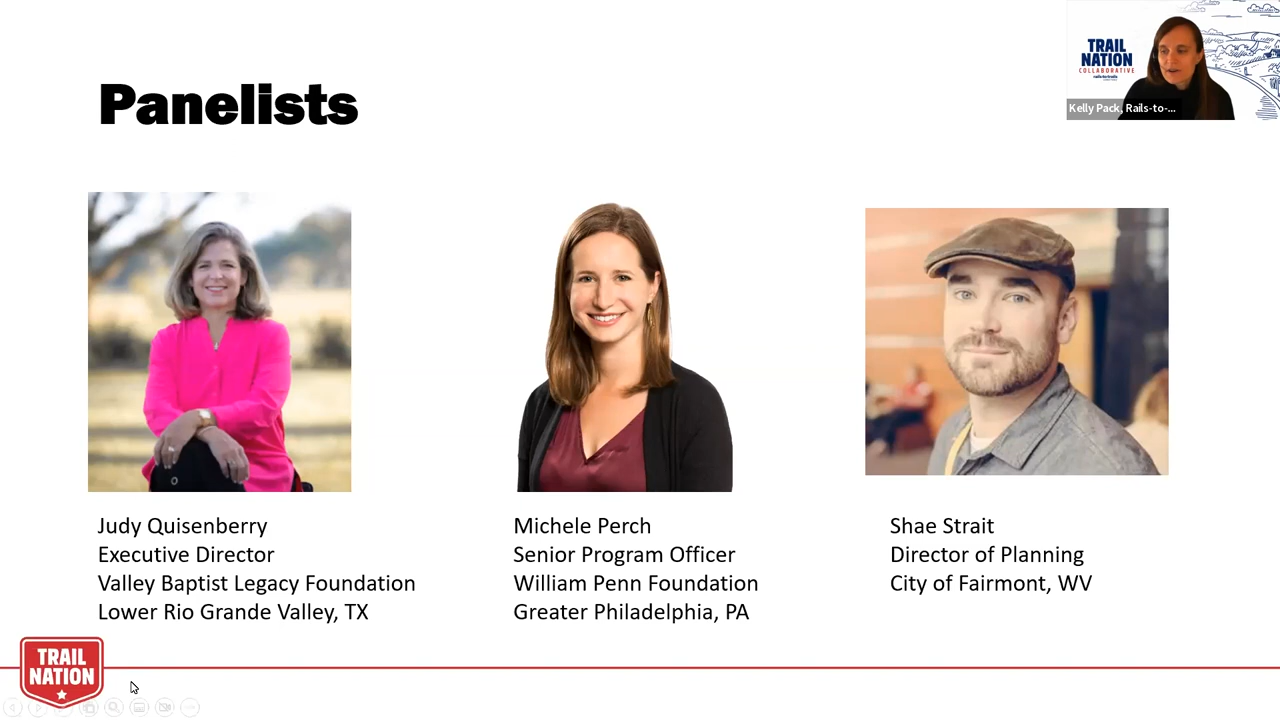 Panelists
TRAIL
NATION
COLLABORATIVE
Kelly Pack, Rails-to-...
Judy Quisenberry
Executive Director
Valley Baptist Legacy Foundation
Lower Rio Grande Valley, TX
Michele Perch
Senior Program Officer
William Penn Foundation
Greater Philadelphia, PA
Shae Strait
Director of Planning
City of Fairmont, WV
TRAIL
NATION